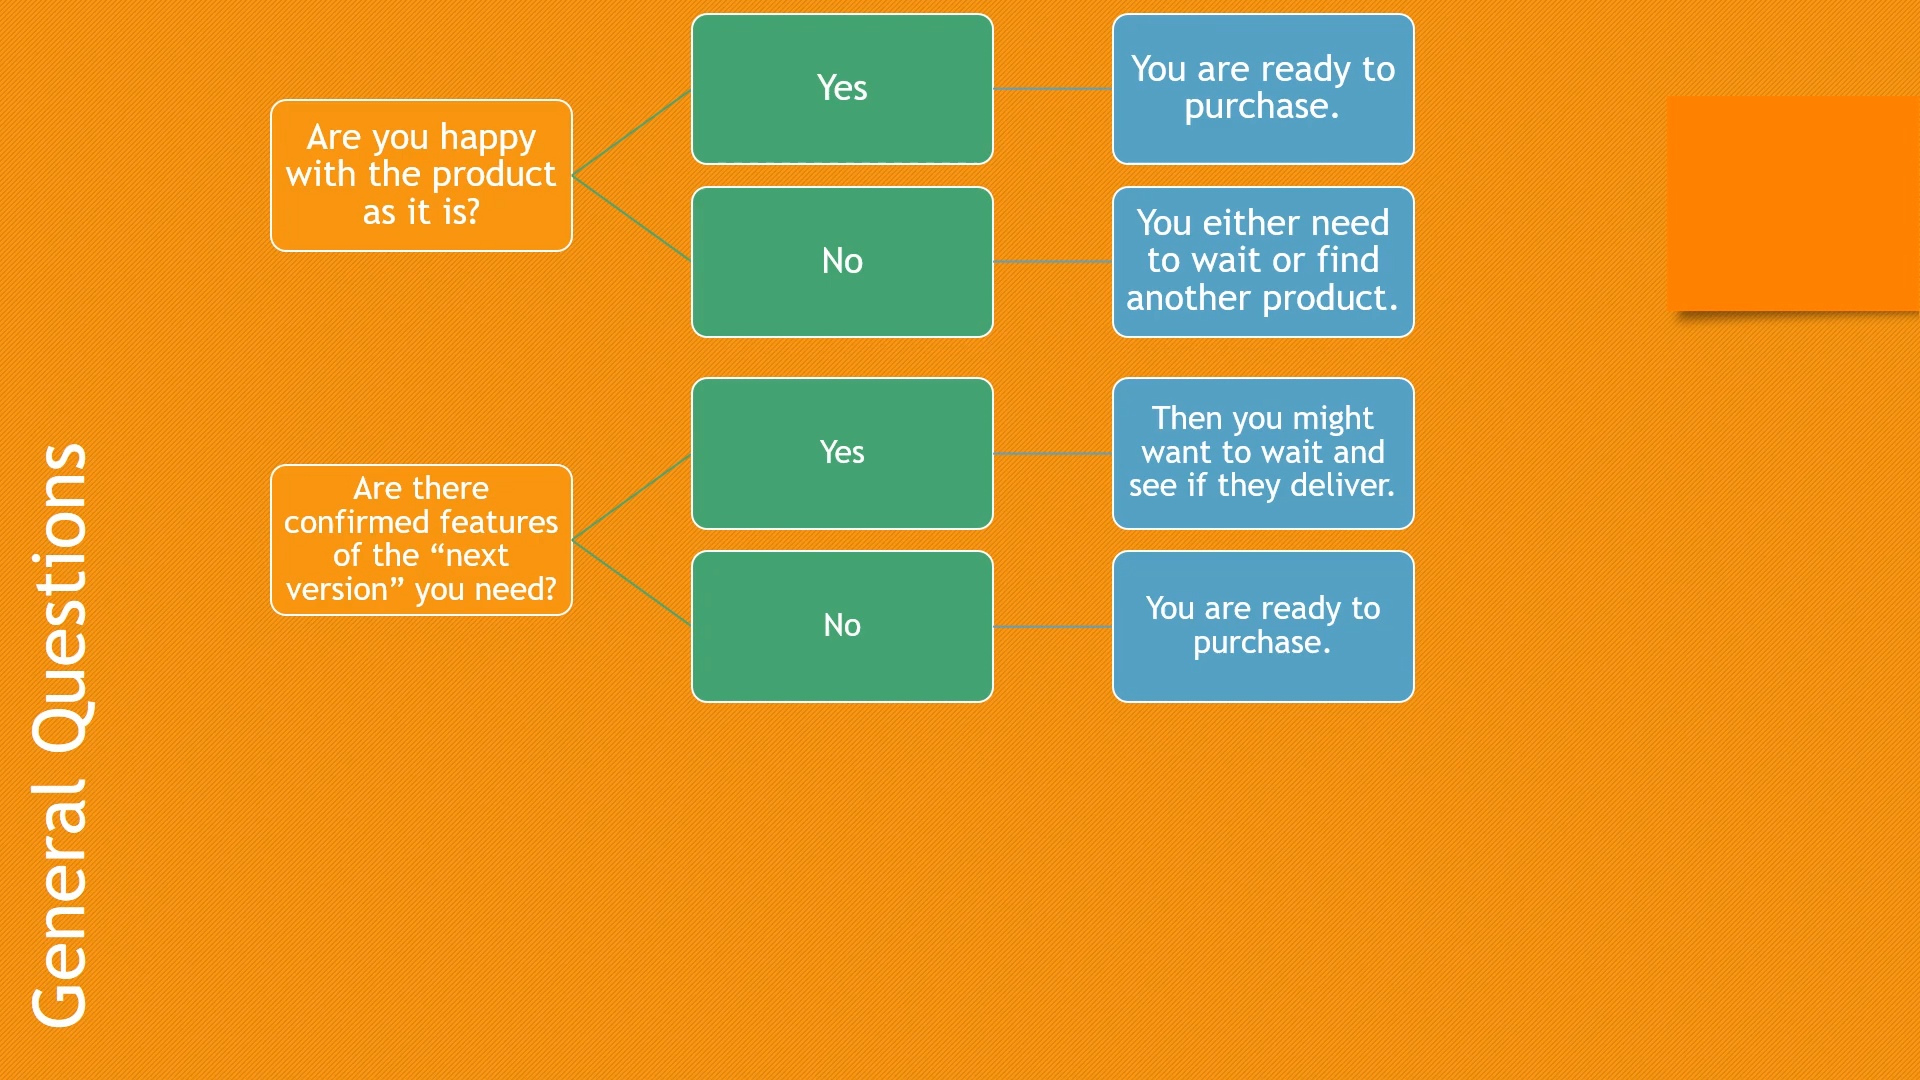 General Questions
Are you happy
with the product
as it is?
Yes
You are ready to
purchase.
No
You either need
to wait or find
another product.
Are there
confirmed features
of the “next
version” you need?
Yes
Then you might
want to wait and
see if they deliver.
No
You are ready to
purchase.